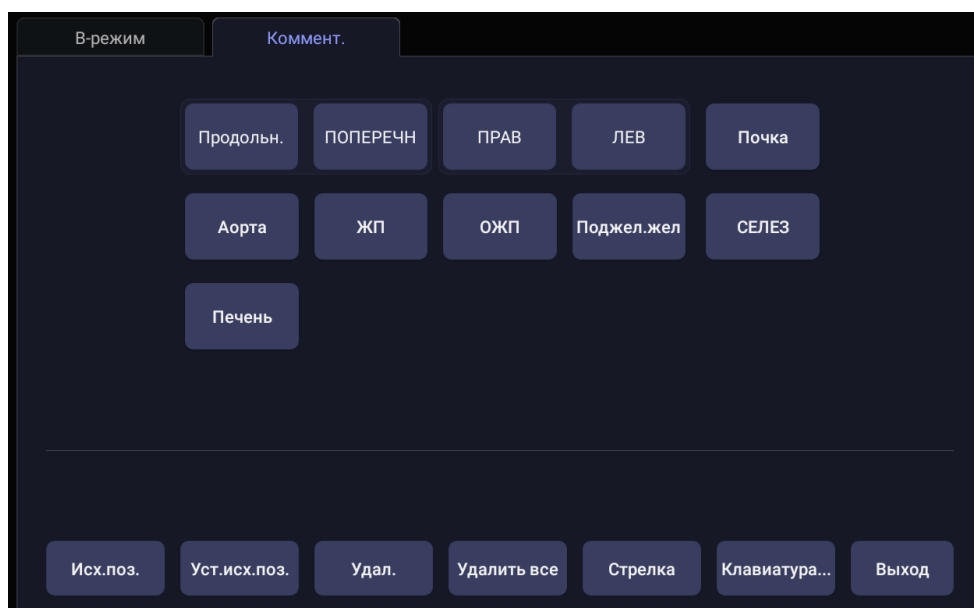 В-режим Коммент.
Продольн. ПОПЕРЕЧН ПРАВ ЛЕВ Почка
Аорта ЖП ОЖП Поджел.жел СЕЛЕЗ
Печень
Исх.поз. Уст.исх.поз. Удал. Удалить все Стрелка Клавиатура... Выход